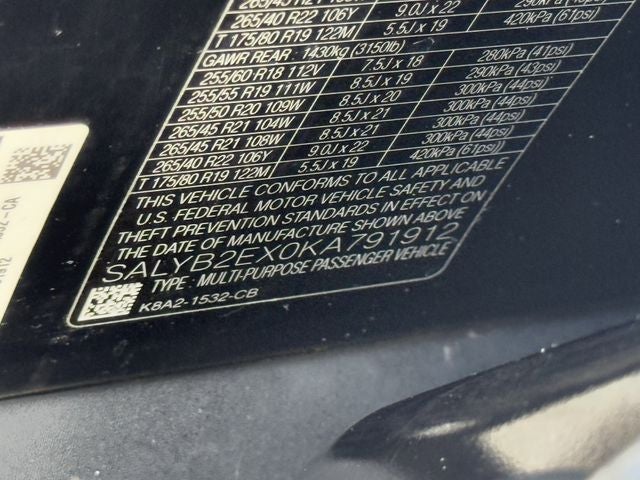 265/40 R22 106Y 9.0J x 22
T 175/80 R19 122M 5.5J x 19 420kPa (61psi)
GAWR REAR : 1430kg (3150lb)
255/60 R18 112V 7.5J x 18 280kPa (41psi)
255/55 R19 111W 8.5J x 19 290kPa (43psi)
255/50 R20 109W 8.5J x 20 300kPa (44psi)
265/45 R21 104W 8.5J x 21 300kPa (44psi)
265/45 R21 108W 8.5J x 21 300kPa (44psi)
265/40 R22 106Y 9.0J x 22 300kPa (44psi)
T 175/80 R19 122M 5.5J x 19 420kPa (61psi)
THIS VEHICLE CONFORMS TO ALL APPLICABLE
U.S. FEDERAL MOTOR VEHICLE SAFETY AND
THEFT PREVENTION STANDARDS IN EFFECT ON
THE DATE OF MANUFACTURE SHOWN ABOVE
SALYB2EX0KA791912
TYPE : MULTI-PURPOSE PASSENGER VEHICLE
K8A2-1532-CB